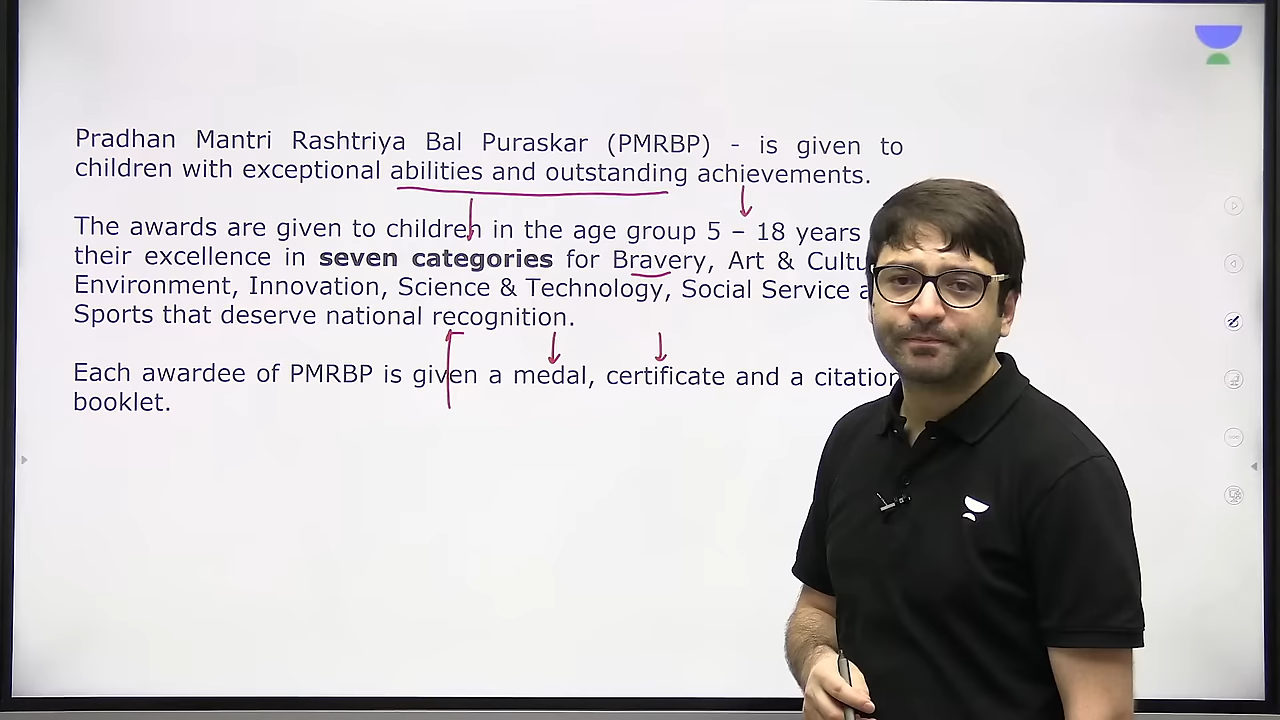 Pradhan Mantri Rashtriya Bal Puraskar (PMRBP) - is given to
children with exceptional abilities and outstanding achievements.
The awards are given to children in the age group 5 – 18 years
their excellence in seven categories for Bravery, Art &
Environment, Innovation, Science & Technology, Social Service
Sports that deserve national recognition.
Each awardee of PMRBP is given a medal, certificate and a citation
booklet.